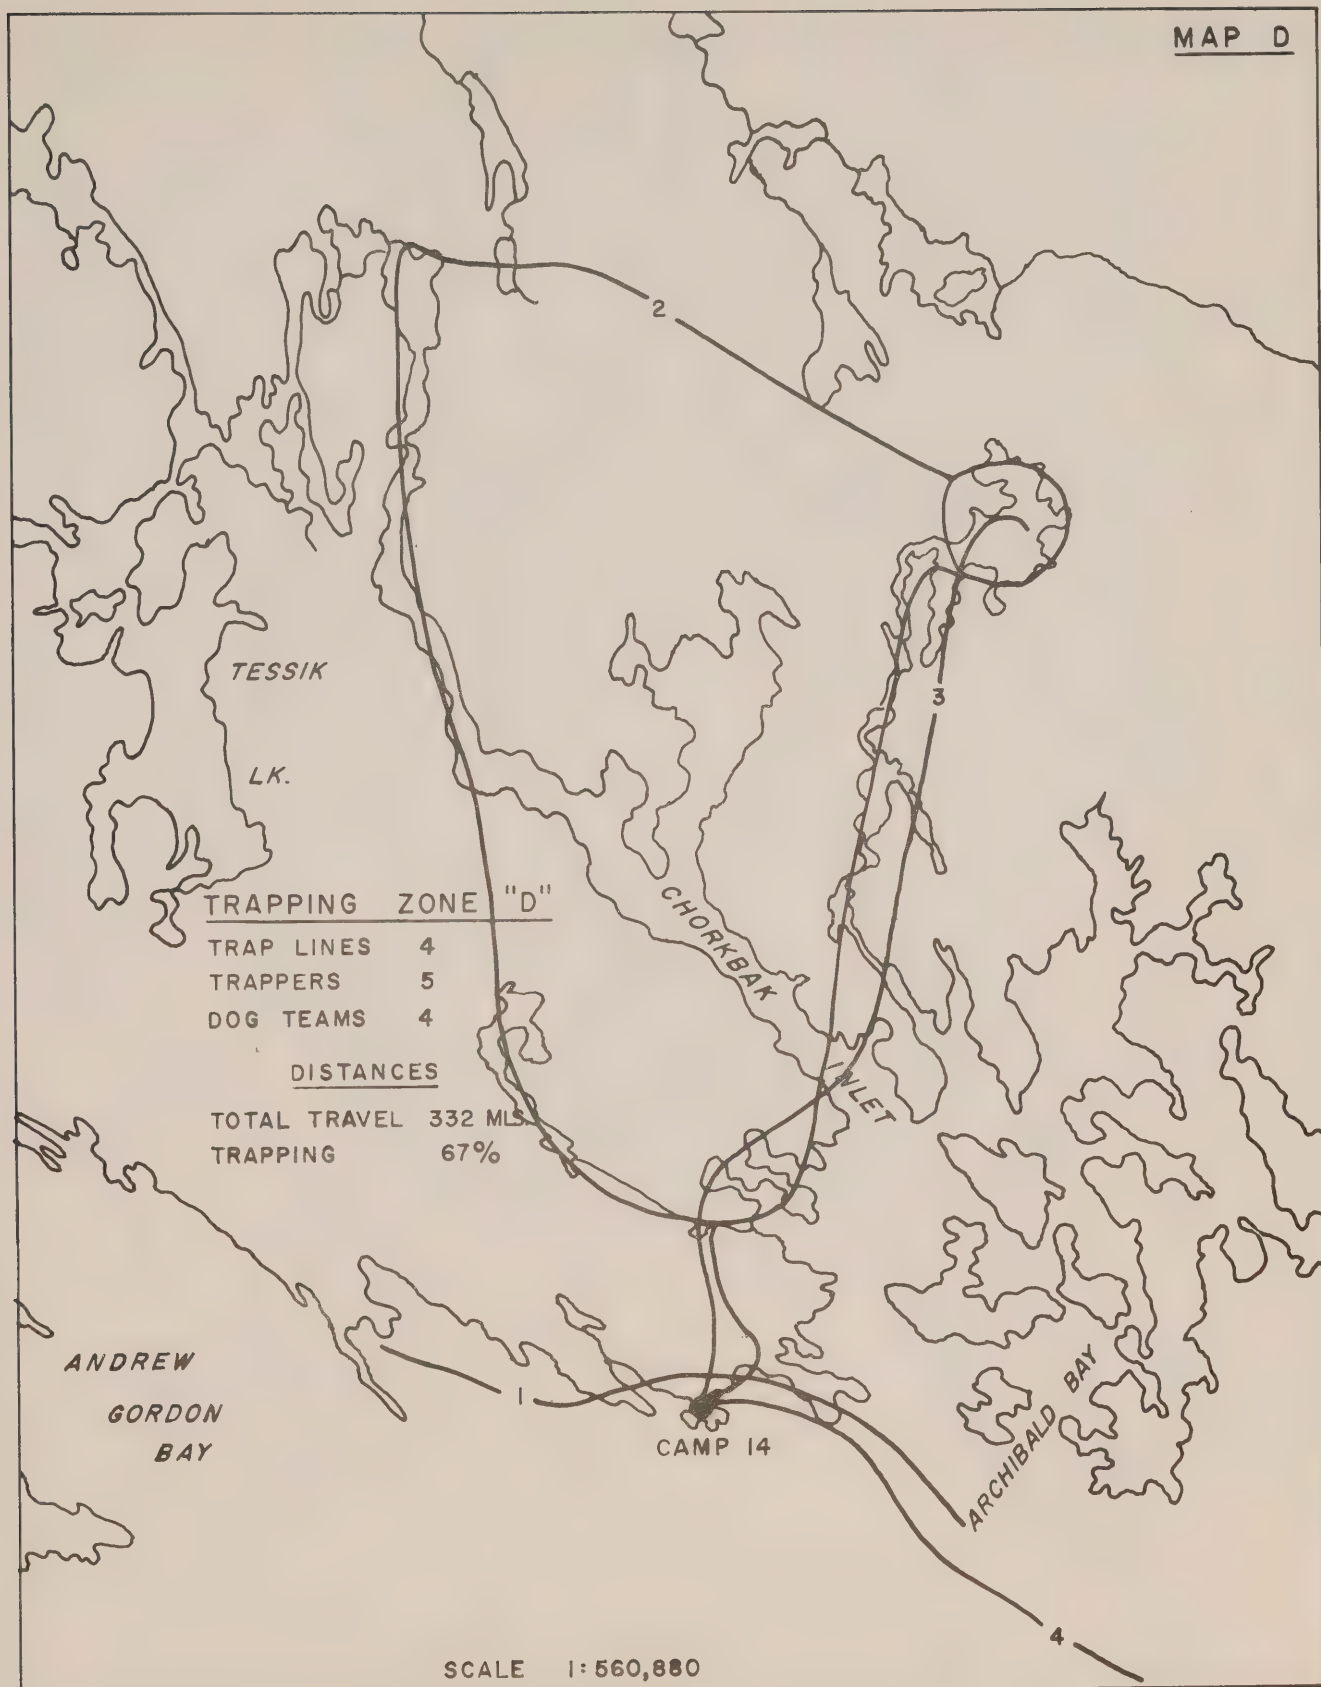 MAP D
2
TESSIK
LK.
3
TRAPPING ZONE "D"
TRAP LINES 4
TRAPPERS 5
DOG TEAMS 4
DISTANCES
TOTAL TRAVEL 332 MLS.
TRAPPING 67%
CHORKBAK
INLET
ANDREW
GORDON
BAY
1
CAMP 14
ARCHIBALD BAY
4
SCALE 1:560,880